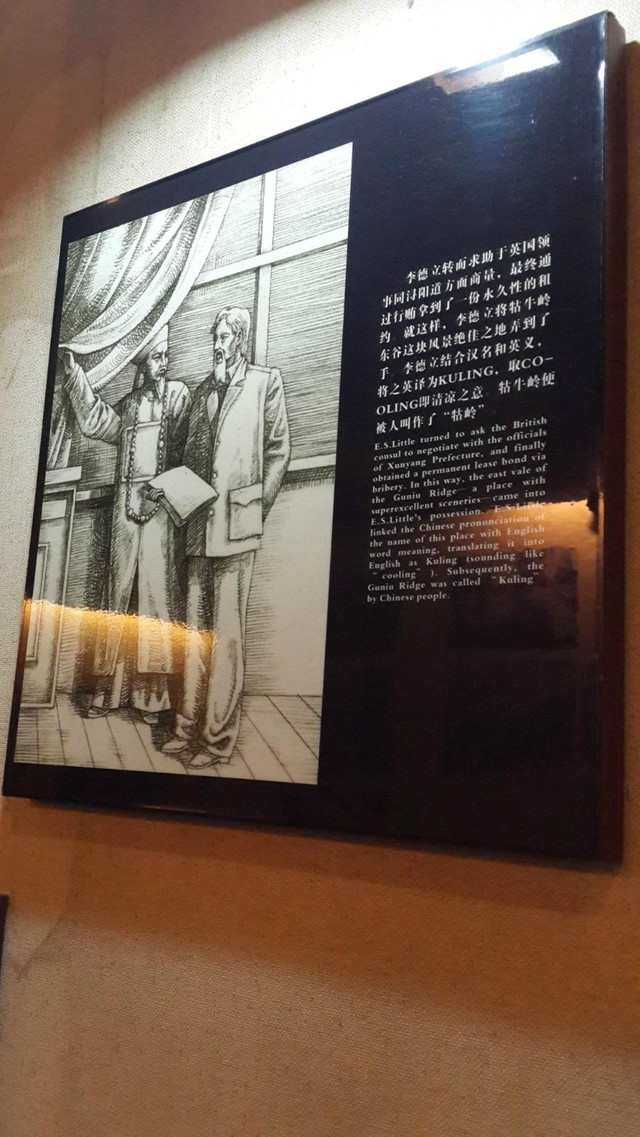 李德立转而求助于英国领
事同浔阳道方面商量，最终通
过行贿拿到了一份永久性的租
约。就这样，李德立将牯牛岭
东谷这块风景绝佳之地弄到了
手。李德立结合汉名和英义，
将之英译为KULING，取CO-
OLING即清凉之意。牯牛岭便
被人叫作了“牯岭”
E.S.Little turned to ask the British
consul to negotiate with the officials
of Xunyang Prefecture, and finally
obtained a permanent lease bond via
bribery. In this way, the east vale of
the Guniu Ridge—a place with
superexcellent sceneries—came into
E.S.Little's possession. E.S.Little
linked the Chinese pronunciation of
the name of this place with English
word meaning, translating it into
English as Kuling (sounding like
“cooling”). Subsequently, the
Guniu Ridge was called “Kuling”
by Chinese people.